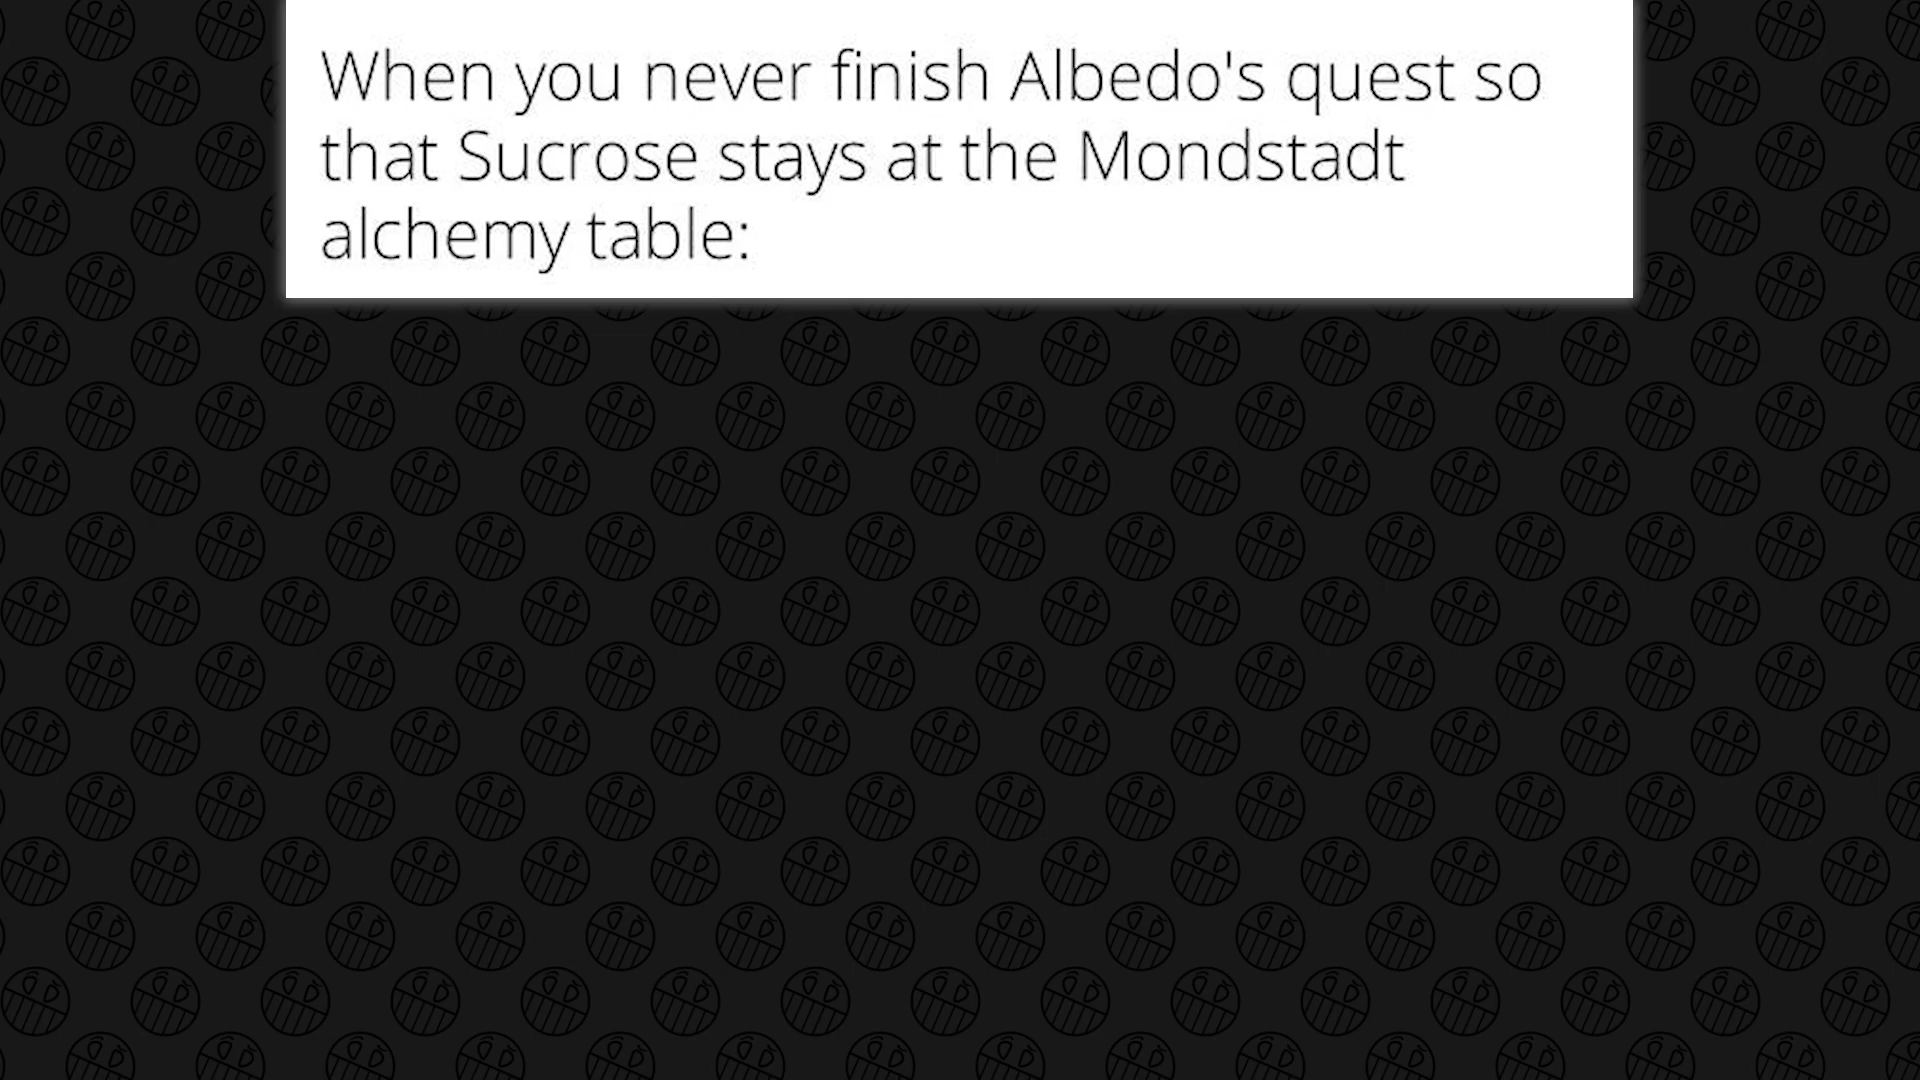 When you never finish Albedo's quest so
that Sucrose stays at the Mondstadt
alchemy table: